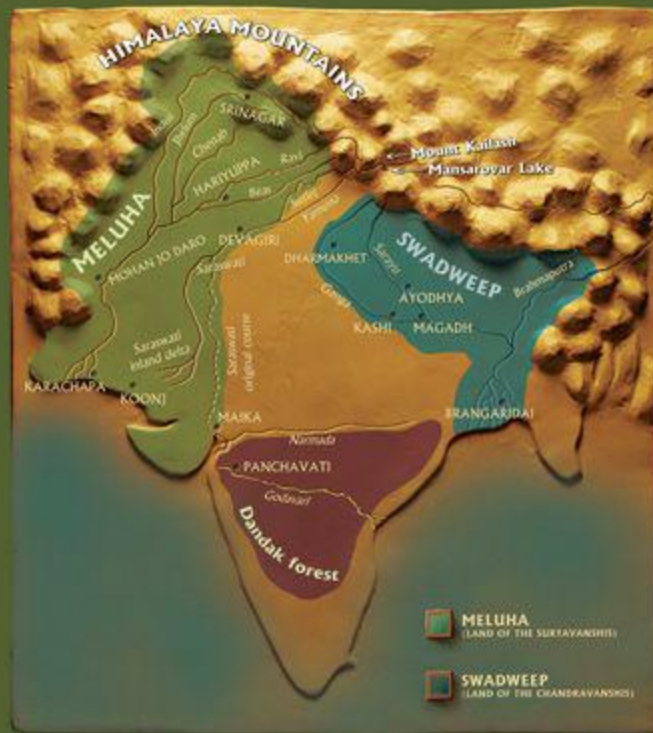 HIMALAYA MOUNTAINS
SRINAGAR
Indus
Jhelum
Chenab
Ravi
HARIYUPPA
Beas
Mount Kailash
Mansarovar Lake
MELUHA
Yamuna
MOHAN JO DARO
DEVAGIRI
DHARMAKHET
SWADWEEP
Saraswati
Sarayu
Brahmaputra
AYODHYA
Ganga
KASHI
MAGADH
Saraswati
inland delta
Saraswati
original course
KARACHAPA
KOONJ
MAIKA
BRANGARIDAI
Narmada
PANCHAVATI
Godavari
Dandak forest
MELUHA
(LAND OF THE SURYAVANSHIS)
SWADWEEP
(LAND OF THE CHANDRAVANSHIS)